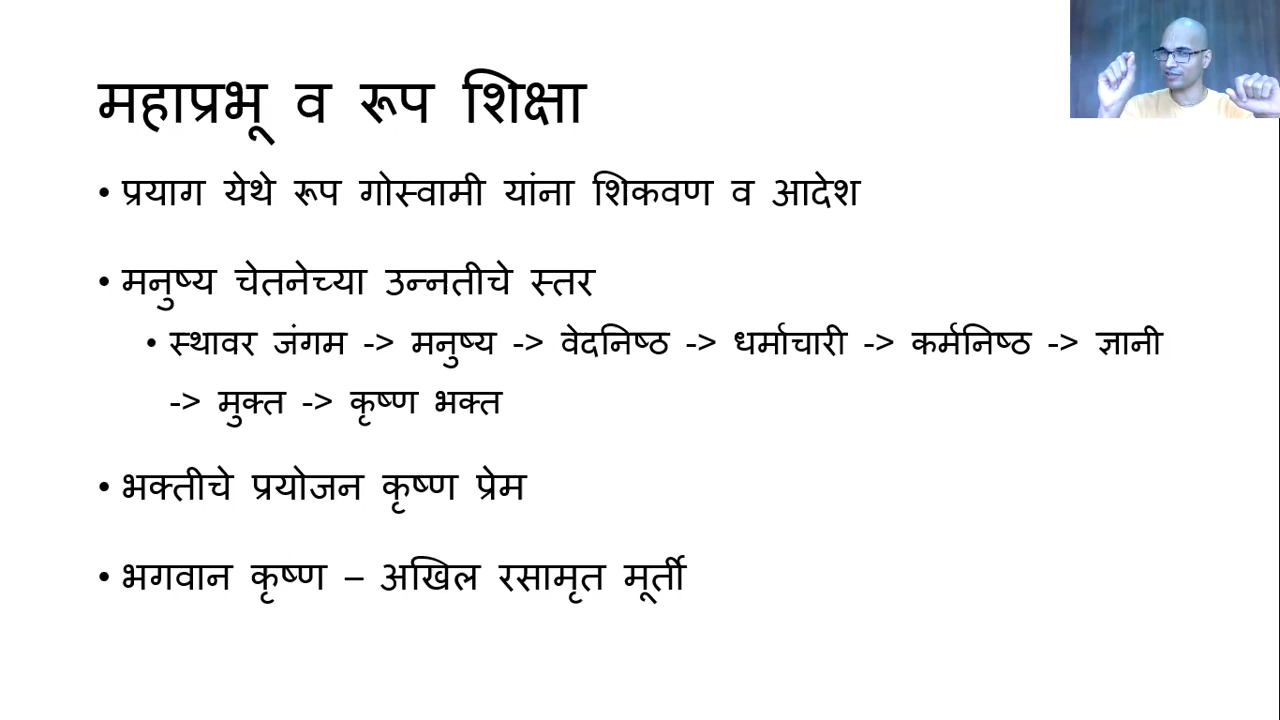 महाप्रभू व रूप शिक्षा
• प्रयाग येथे रूप गोस्वामी यांना शिकवण व आदेश
• मनुष्य चेतनेच्या उन्नतीचे स्तर
• स्थावर जंगम -> मनुष्य -> वेदनिष्ठ -> धर्माचारी -> कर्मनिष्ठ -> ज्ञानी
-> मुक्त -> कृष्ण भक्त
• भक्तीचे प्रयोजन कृष्ण प्रेम
• भगवान कृष्ण – अखिल रसामृत मूर्ती